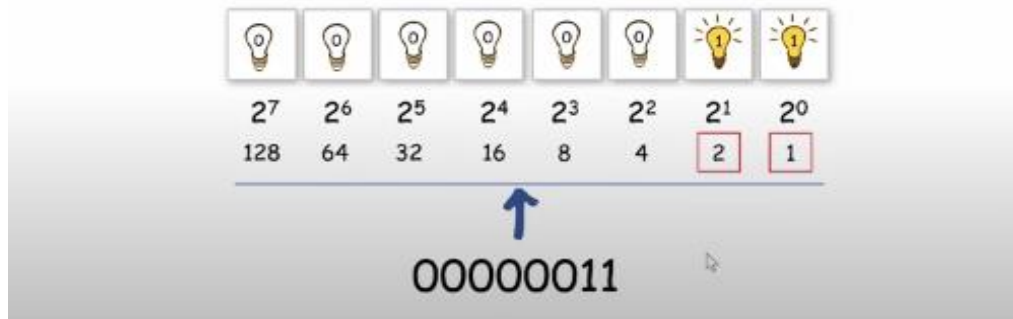 0 0 0 0 0 0 1 1
2⁷ 2⁶ 2⁵ 2⁴ 2³ 2² 2¹ 2⁰
128 64 32 16 8 4 2 1
00000011